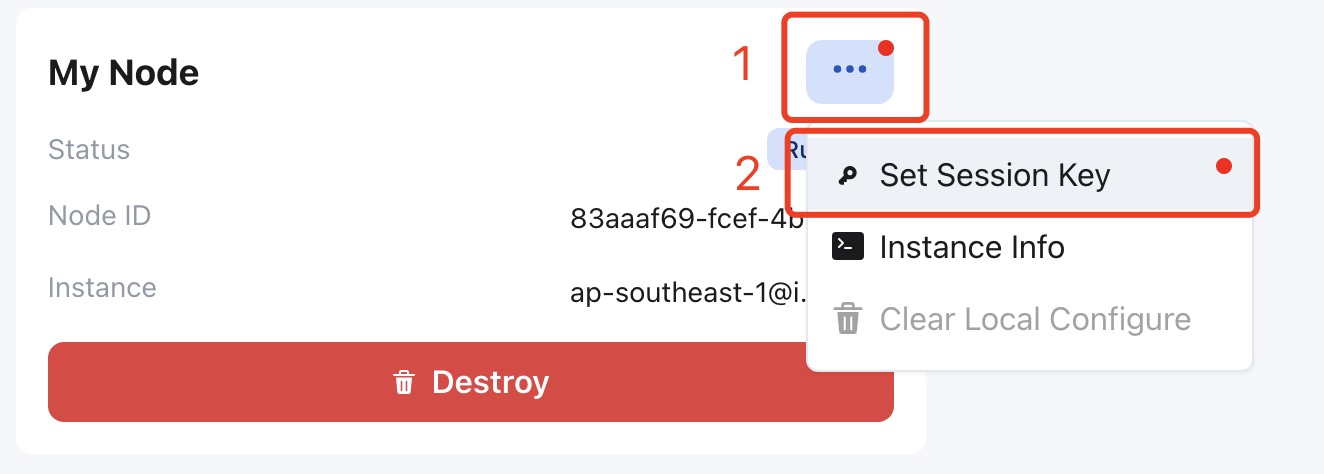 My Node
1
Status
2
Set Session Key
Node ID
83aaaf69-fcef-4b
Instance Info
Instance
ap-southeast-1@i.
Clear Local Configure
Destroy